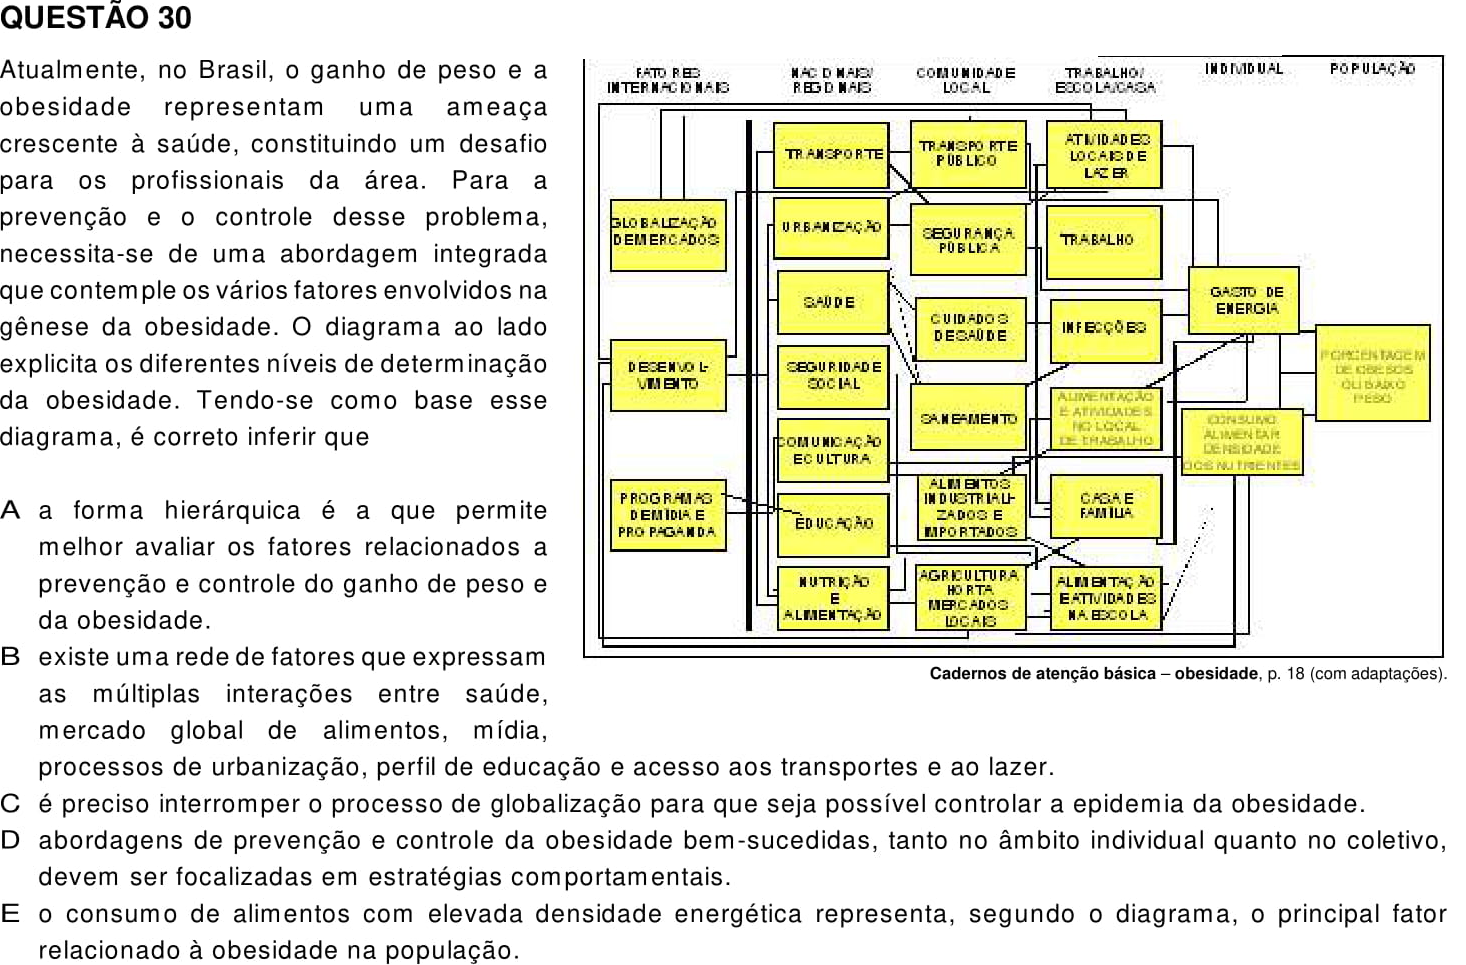 QUESTÃO 30
Atualmente, no Brasil, o ganho de peso e a
obesidade representam uma ameaça
crescente à saúde, constituindo um desafio
para os profissionais da área. Para a
prevenção e o controle desse problema,
necessita-se de uma abordagem integrada
que contemple os vários fatores envolvidos na
gênese da obesidade. O diagrama ao lado
explicita os diferentes níveis de determinação
da obesidade. Tendo-se como base esse
diagrama, é correto inferir que
FATORES
INTERNACIONAIS
NACIONAIS/
REGIONAIS
COMUNIDADE
LOCAL
TRABALHO/
ESCOLA/CASA
INDIVIDUAL
POPULAÇÃO
GLOBALIZAÇÃO
DE MERCADOS
DESENVOL-
VIMENTO
PROGRAMAS
DE MÍDIA E
PROPAGANDA
TRANSPORTE
URBANIZAÇÃO
SAÚDE
SEGURIDADE
SOCIAL
COMUNICAÇÃO
E CULTURA
EDUCAÇÃO
NUTRIÇÃO
E
ALIMENTAÇÃO
TRANSPORTE
PÚBLICO
SEGURANÇA
PÚBLICA
CUIDADOS
DE SAÚDE
SANEAMENTO
ALIMENTOS
INDUSTRIALI-
ZADOS E
IMPORTADOS
AGRICULTURA
HORTA
MERCADOS
LOCAIS
ATIVIDADES
LOCAIS DE
LAZER
TRABALHO
INFECÇÕES
ALIMENTAÇÃO
E ATIVIDADES
NO LOCAL
DE TRABALHO
CASA E
FAMÍLIA
ALIMENTAÇÃO
E ATIVIDADES
NA ESCOLA
GASTO DE
ENERGIA
CONSUMO
ALIMENTAR
DENSIDADE
DOS NUTRIENTES
PORCENTAGEM
DE OBESOS
OU BAIXO
PESO
Cadernos de atenção básica – obesidade, p. 18 (com adaptações).
A a forma hierárquica é a que permite
melhor avaliar os fatores relacionados a
prevenção e controle do ganho de peso e
da obesidade.
B existe uma rede de fatores que expressam
as múltiplas interações entre saúde,
mercado global de alimentos, mídia,
processos de urbanização, perfil de educação e acesso aos transportes e ao lazer.
C é preciso interromper o processo de globalização para que seja possível controlar a epidemia da obesidade.
D abordagens de prevenção e controle da obesidade bem-sucedidas, tanto no âmbito individual quanto no coletivo,
devem ser focalizadas em estratégias comportamentais.
E o consumo de alimentos com elevada densidade energética representa, segundo o diagrama, o principal fator
relacionado à obesidade na população.